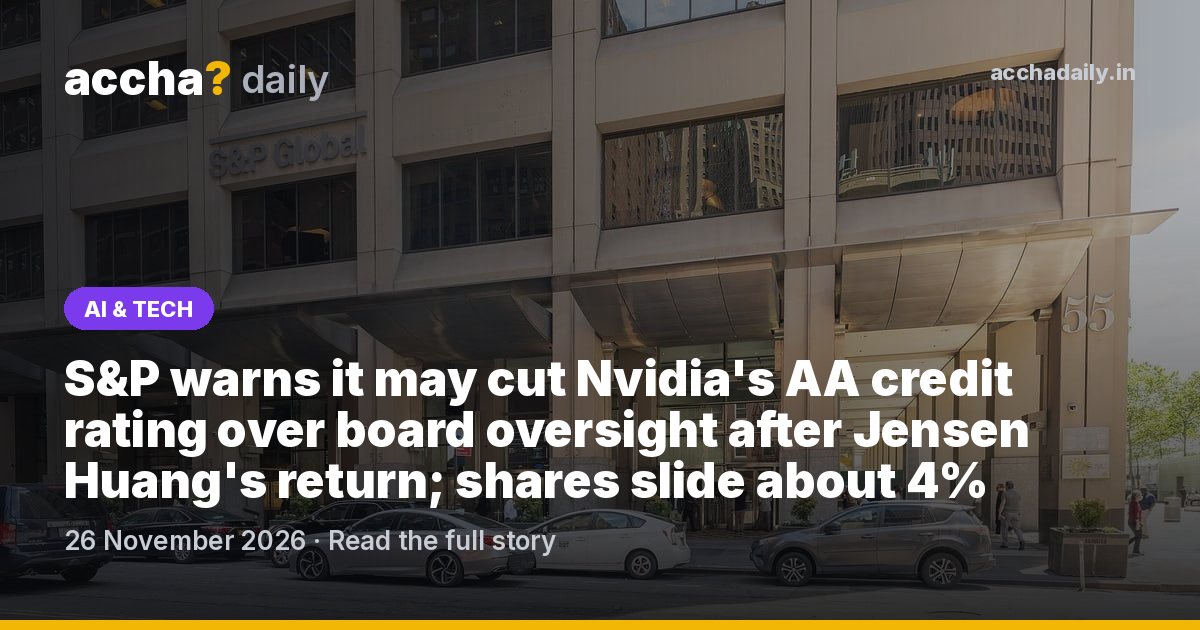 accha? daily
acchadaily.in
S&P Global
55
AI & TECH
S&P warns it may cut Nvidia's AA credit
rating over board oversight after Jensen
Huang's return; shares slide about 4%
26 November 2026 · Read the full story